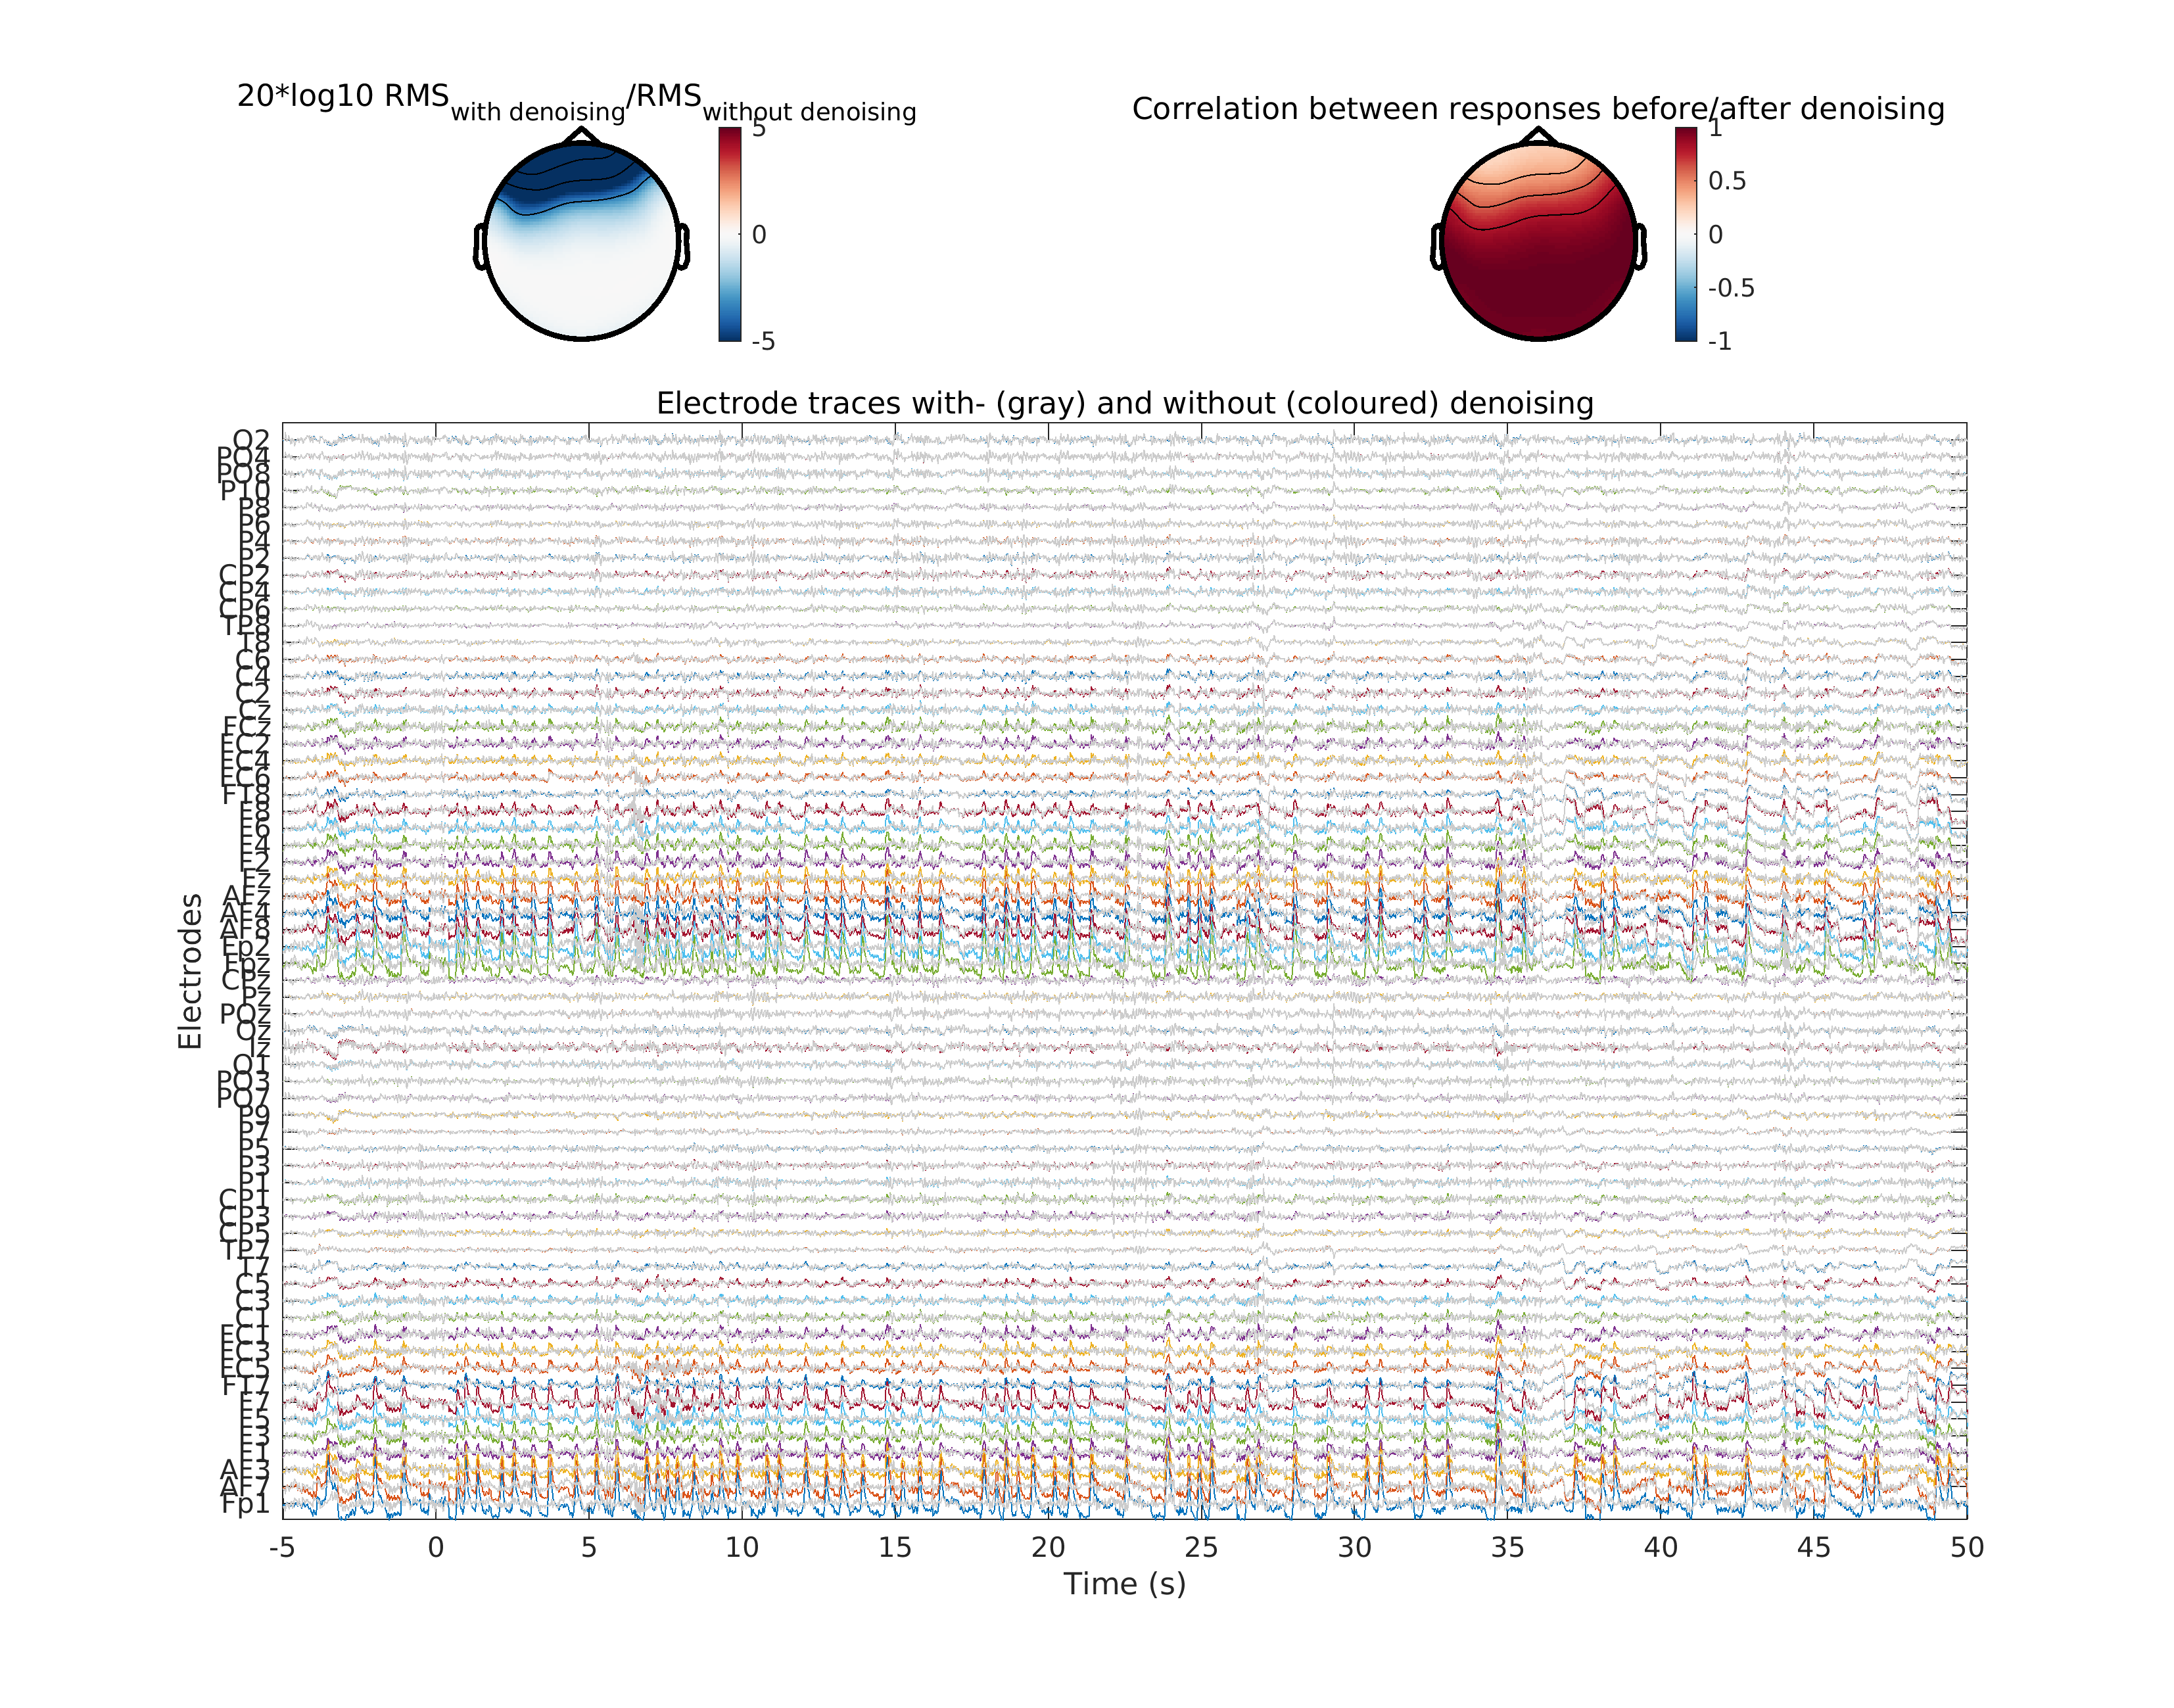 20*log10 RMS with denoising/RMS without denoising
5
0
-5
Correlation between responses before/after denoising
1
0.5
0
-0.5
-1
Electrode traces with- (gray) and without (coloured) denoising
Electrodes
O2
PO4
PO8
P10
P8
P6
P4
P2
CP2
CP4
CP6
TP8
T8
C6
C4
C2
Cz
FCz
FC2
FC4
FC6
FT8
F8
F6
F4
F2
Fz
AFz
AF4
AF8
Fp2
Fpz
CPz
Pz
POz
Oz
Iz
O1
PO3
PO7
P9
P7
P5
P3
P1
CP1
CP3
CP5
TP7
T7
C5
C3
C1
FC1
FC3
FC5
FT7
F7
F5
F3
F1
AF3
AF7
Fp1
-5 0 5 10 15 20 25 30 35 40 45 50
Time (s)